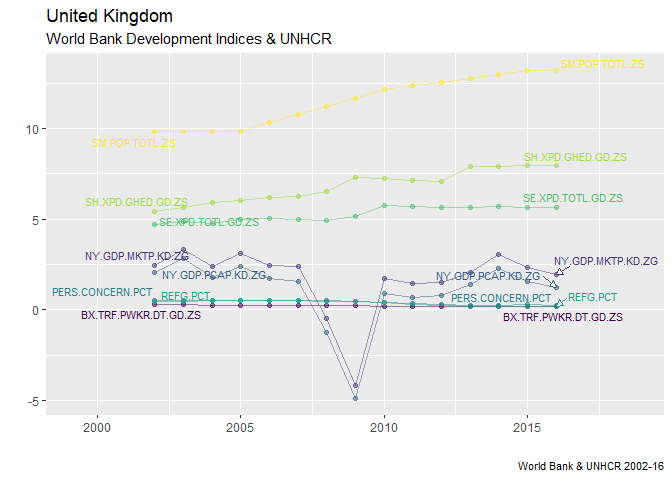 United Kingdom
World Bank Development Indices & UNHCR
SM.POP.TOTL.ZS
10
SM.POP.TOTL.ZS
SH.XPD.GHED.GD.ZS
SH.XPD.GHED.GD.ZS
SE.XPD.TOTL.GD.ZS
5
SE.XPD.TOTL.GD.ZS
NY.GDP.MKTP.KD.ZG
NY.GDP.MKTP.KD.ZG
NY.GDP.PCAP.KD.ZG
NY.GDP.PCAP.KD.ZG
PERS.CONCERN.PCT
REFG.PCT
PERS.CONCERN.PCT
REFG.PCT
0
BX.TRF.PWKR.DT.GD.ZS
BX.TRF.PWKR.DT.GD.ZS
-5
2000
2005
2010
2015
World Bank & UNHCR 2002-16